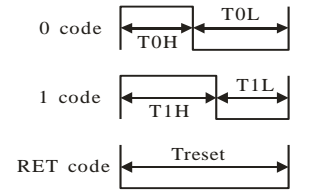 0 code T0H T0L
1 code T1H T1L
RET code Treset